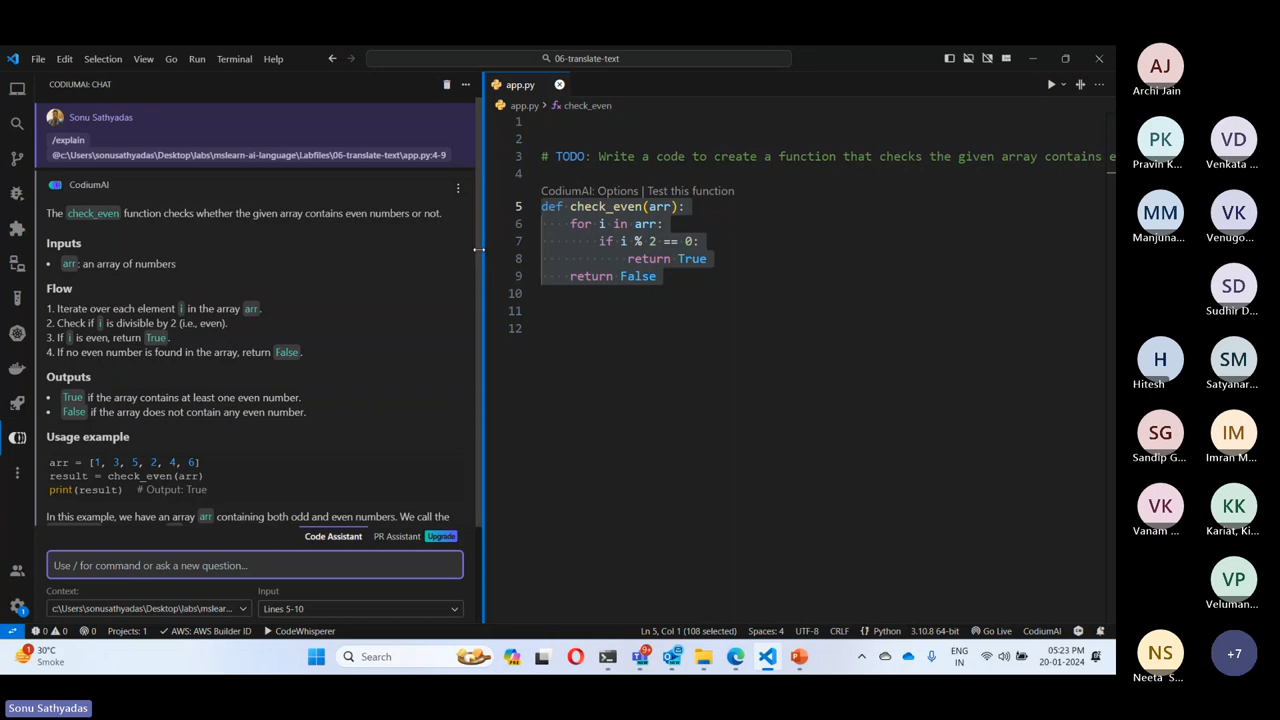 File Edit Selection View Go Run Terminal Help
06-translate-text
CODIUMAI: CHAT
Sonu Sathyadas
/explain
@c:\Users\sonusathyadas\Desktop\labs\mslearn-ai-language\Labfiles\06-translate-text\app.py:4-9
CodiumAI
The check_even function checks whether the given array contains even numbers or not.
Inputs
arr: an array of numbers
Flow
1. Iterate over each element i in the array arr.
2. Check if i is divisible by 2 (i.e., even).
3. If i is even, return True.
4. If no even number is found in the array, return False.
Outputs
True if the array contains at least one even number.
False if the array does not contain any even number.
Usage example
arr = [1, 3, 5, 2, 4, 6]
result = check_even(arr)
print(result) # Output: True
In this example, we have an array arr containing both odd and even numbers. We call the
Code Assistant PR Assistant Upgrade
Use / for command or ask a new question...
Context: Input
c:\Users\sonusathyadas\Desktop\labs\mslear... Lines 5-10
app.py
app.py > check_even
1
2
3 # TODO: Write a code to create a function that checks the given array contains e
4
CodiumAI: Options | Test this function
5 def check_even(arr):
6 for i in arr:
7 if i % 2 == 0:
8 return True
9 return False
10
11
12
0 0 0 Projects: 1 AWS: AWS Builder ID CodeWhisperer Ln 5, Col 1 (108 selected) Spaces: 4 UTF-8 CRLF Python 3.10.8 64-bit Go Live CodiumAI
1
30°C
Smoke
Search
9+
ENG
IN
05:23 PM
20-01-2024
Sonu Sathyadas
AJ
Archi Jain
PK VD
Pravin K... Venkata ...
MM VK
Manjuna... Venugo...
SD
Sudhir D...
H SM
Hitesh Satyanar...
SG IM
Sandip G... Imran M...
VK KK
Vanam ... Kariat, Ki...
VP
Veluman...
NS +7
Neeta S...